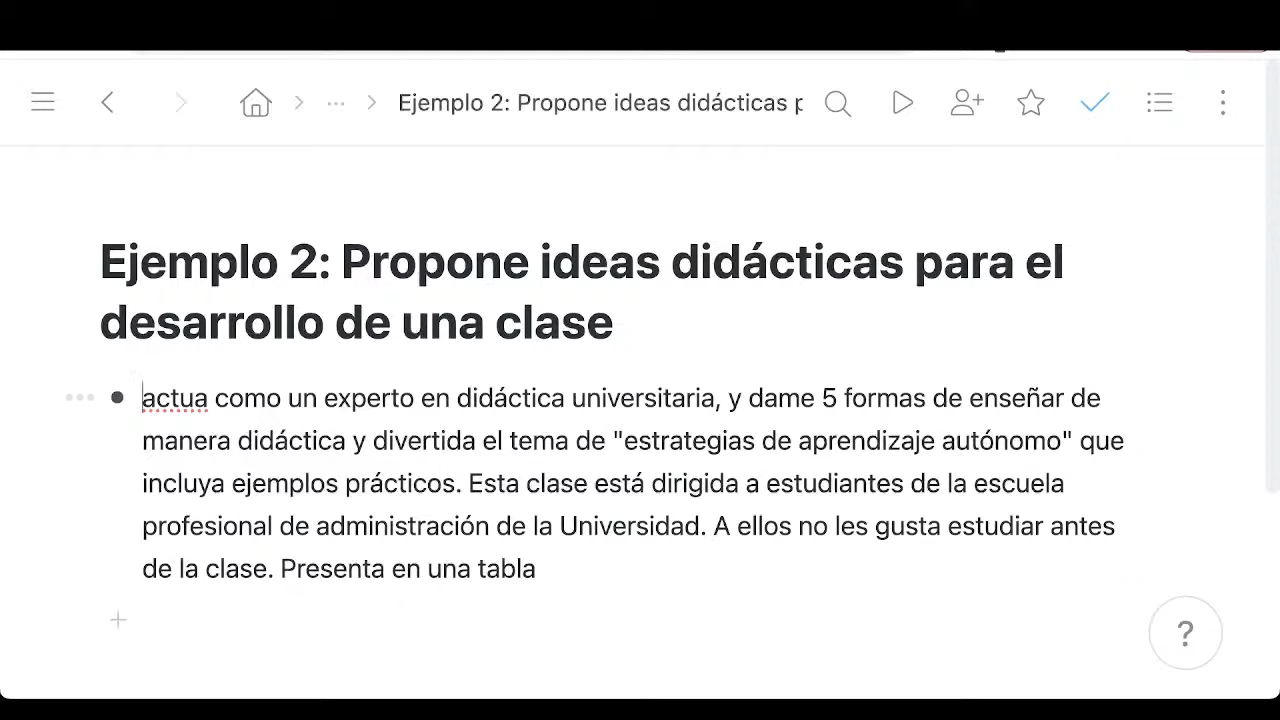 Ejemplo 2: Propone ideas didácticas p
Ejemplo 2: Propone ideas didácticas para el
desarrollo de una clase
actua como un experto en didáctica universitaria, y dame 5 formas de enseñar de
manera didáctica y divertida el tema de "estrategias de aprendizaje autónomo" que
incluya ejemplos prácticos. Esta clase está dirigida a estudiantes de la escuela
profesional de administración de la Universidad. A ellos no les gusta estudiar antes
de la clase. Presenta en una tabla
?